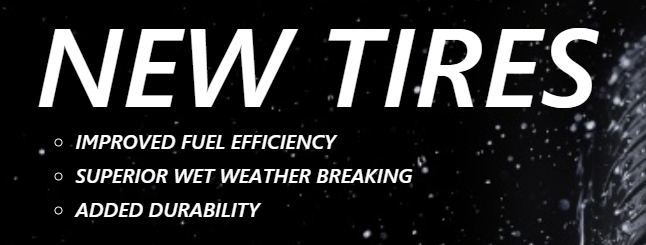 NEW TIRES
IMPROVED FUEL EFFICIENCY
SUPERIOR WET WEATHER BREAKING
ADDED DURABILITY